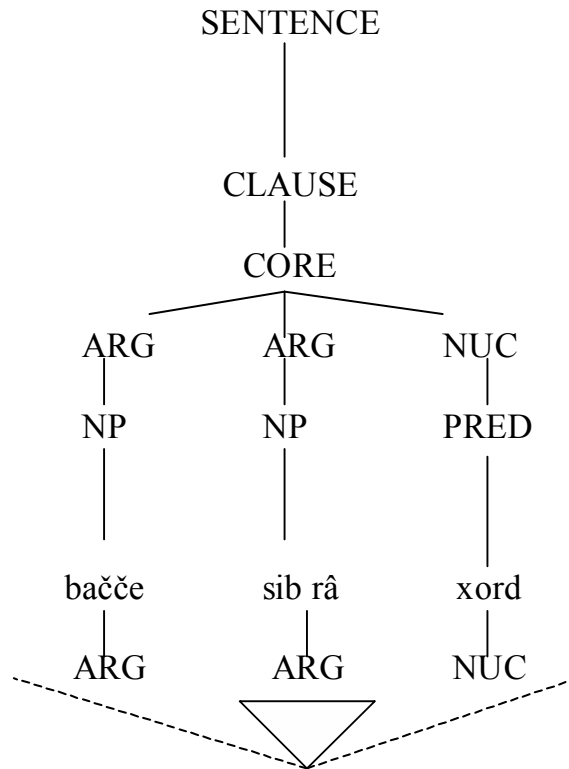 SENTENCE
CLAUSE
CORE
ARG ARG NUC
NP NP PRED
bačče sib râ xord
ARG ARG NUC